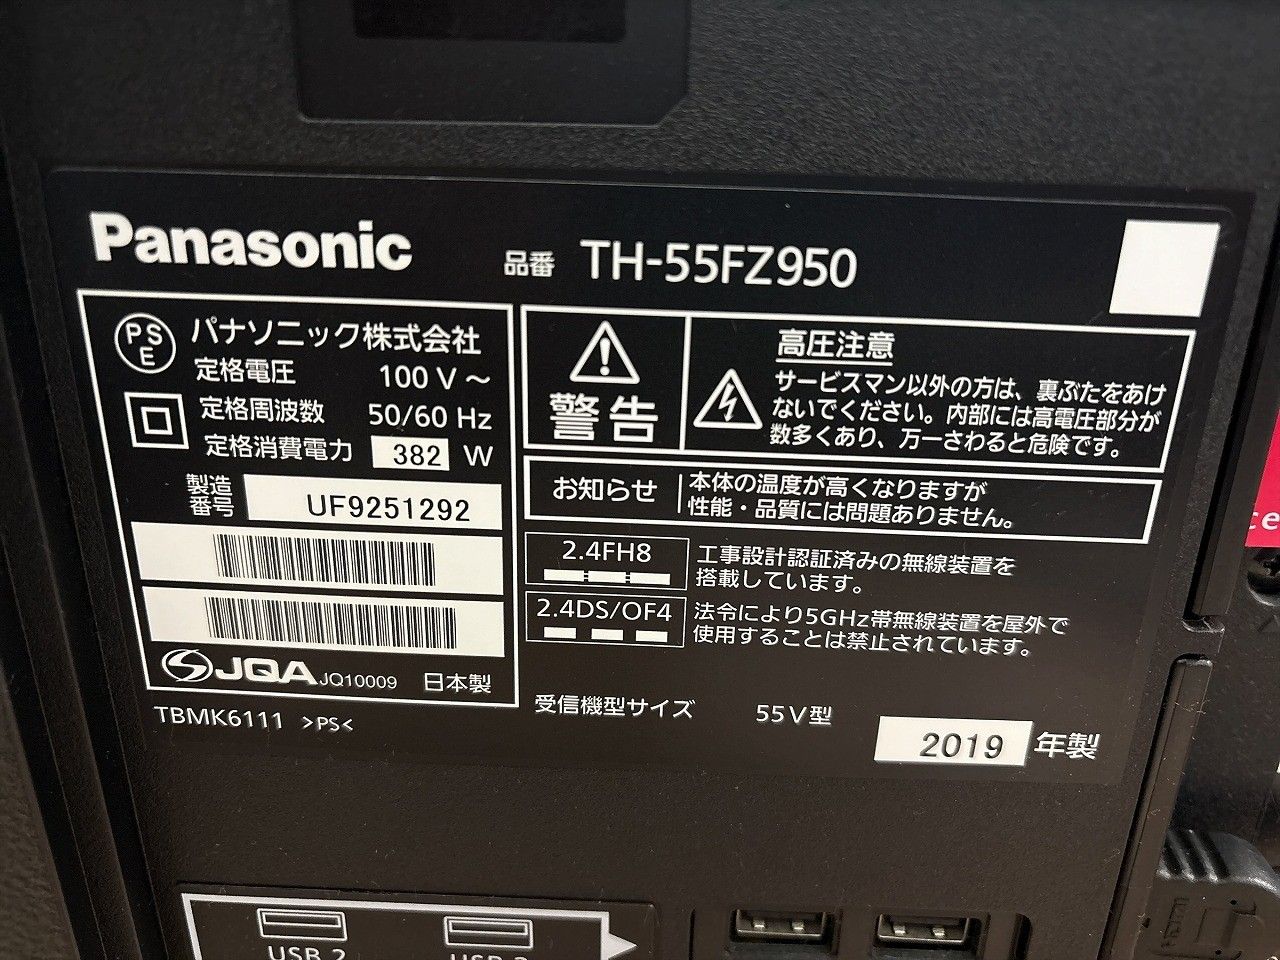 Panasonic
品番 TH-55FZ950
PSE
パナソニック株式会社
定格電圧 100 V ～
定格周波数 50/60 Hz
定格消費電力 382 W
製造番号 UF9251292
JQA JQ10009 日本製
TBMK6111 >PS<
警告
高圧注意
サービスマン以外の方は、裏ぶたをあけ
ないでください。内部には高電圧部分が
数多くあり、万一さわると危険です。
お知らせ
本体の温度が高くなりますが
性能・品質には問題ありません。
2.4FH8
工事設計認証済みの無線装置を
搭載しています。
2.4DS/OF4
法令により5GHz帯無線装置を屋外で
使用することは禁止されています。
受信機型サイズ 55V型
2019 年製
USB 2